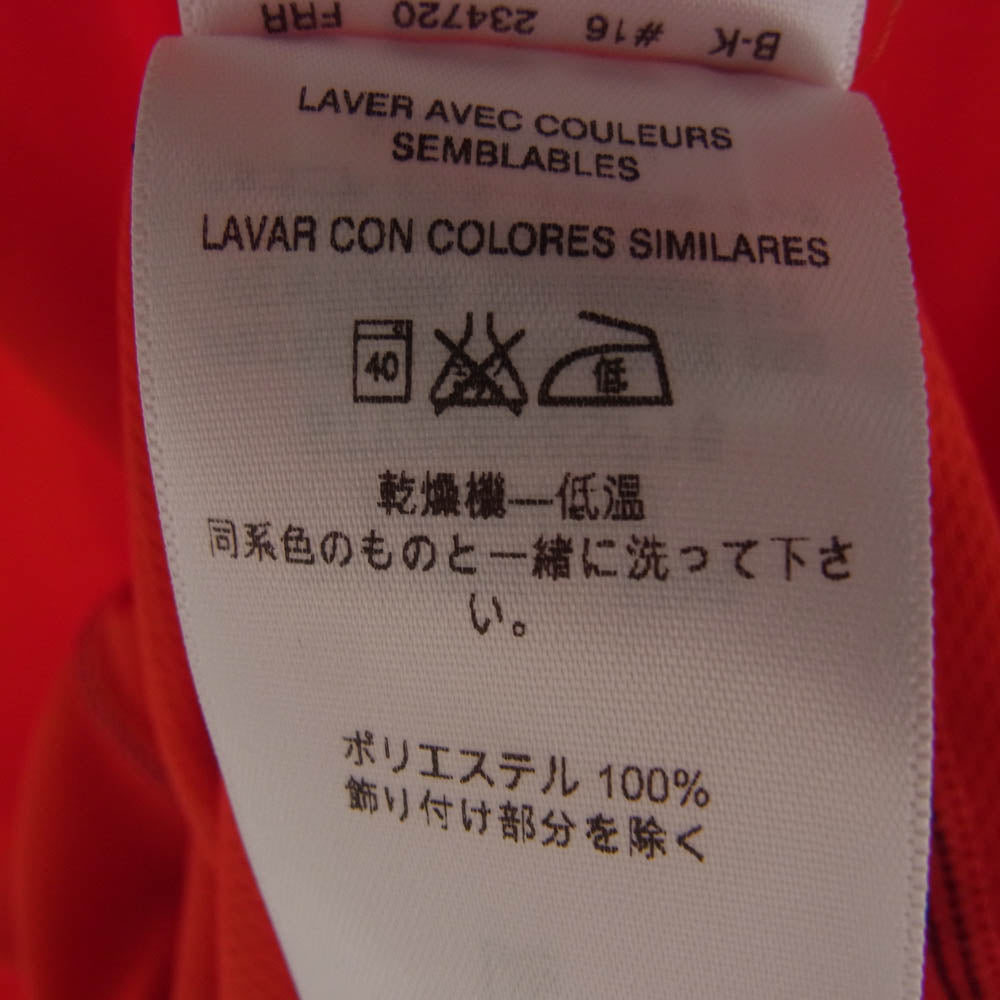 B-K #16 234720 FRR
LAVER AVEC COULEURS
SEMBLABLES
LAVAR CON COLORES SIMILARES
40 低
乾燥機—低温
同系色のものと一緒に洗って下さ
い。
ポリエステル 100%
飾り付け部分を除く